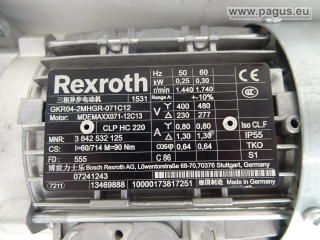 www.pagus.eu
Rexroth
三相异步电动机 1531
GKR04-2MHGR-071C12
Motor: MDEMAXX071-12C13
CLP HC 220
MNR: 3 842 532 125
CS: i=60/714 M=90 Nm
FD: 555
Hz 50 60
kW 0,25 0,30
r/min 1.440 1.740
Range A: +-10%
V Y 400 480
Δ 230 277
A Y 0,80 0,75
Δ 1,30 1,30
cosφ 0,64 0,64
C 86
CE
Iso CL.F
IP55
TKO
S1
博世力士乐 Bosch Rexroth AG, Löwentorstraße 68-70, 70376 Stuttgart, Germany
07241243 德国制造 Made in Germany
7211 13469888 10000173817251